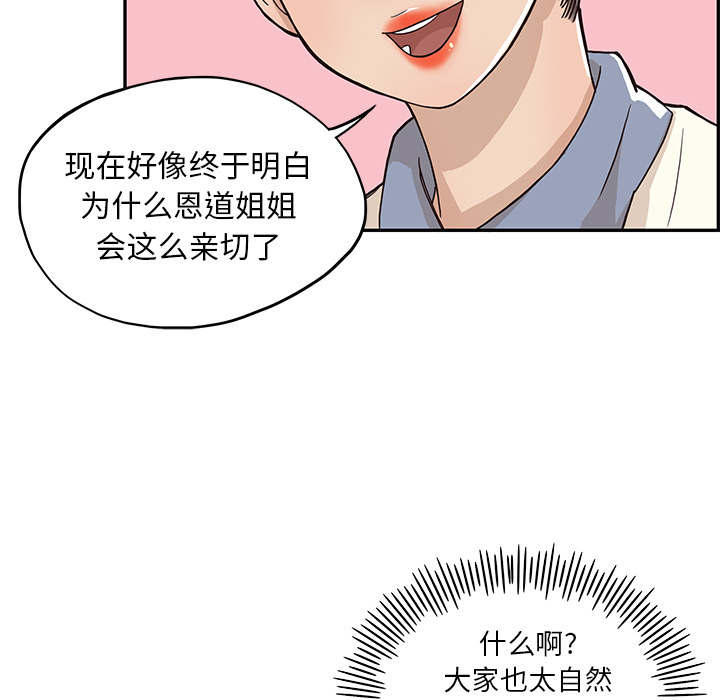 现在好像终于明白
为什么恩道姐姐
会这么亲切了
什么啊?
大家也太自然